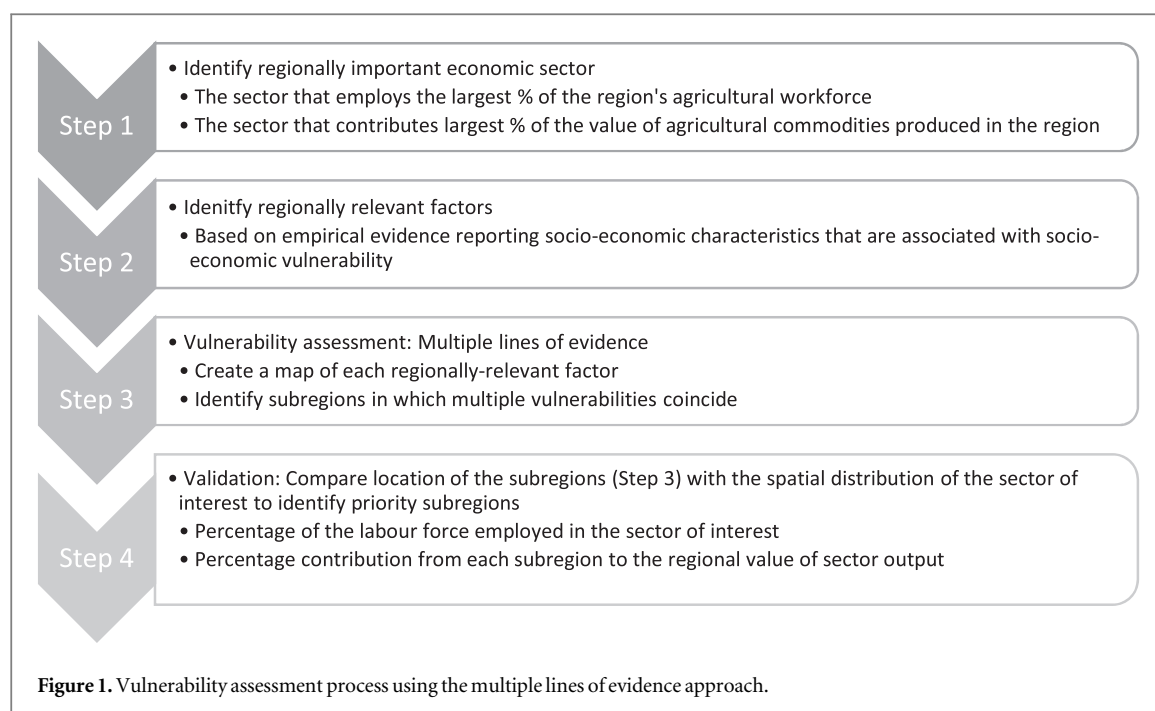 Step 1
• Identify regionally important economic sector
• The sector that employs the largest % of the region's agricultural workforce
• The sector that contributes largest % of the value of agricultural commodities produced in the region
Step 2
• Idenitfy regionally relevant factors
• Based on empirical evidence reporting socio-economic characteristics that are associated with socio-
economic vulnerability
Step 3
• Vulnerability assessment: Multiple lines of evidence
• Create a map of each regionally-relevant factor
• Identify subregions in which multiple vulnerabilities coincide
Step 4
• Validation: Compare location of the subregions (Step 3) with the spatial distribution of the sector of
interest to identify priority subregions
• Percentage of the labour force employed in the sector of interest
• Percentage contribution from each subregion to the regional value of sector output
Figure 1. Vulnerability assessment process using the multiple lines of evidence approach.